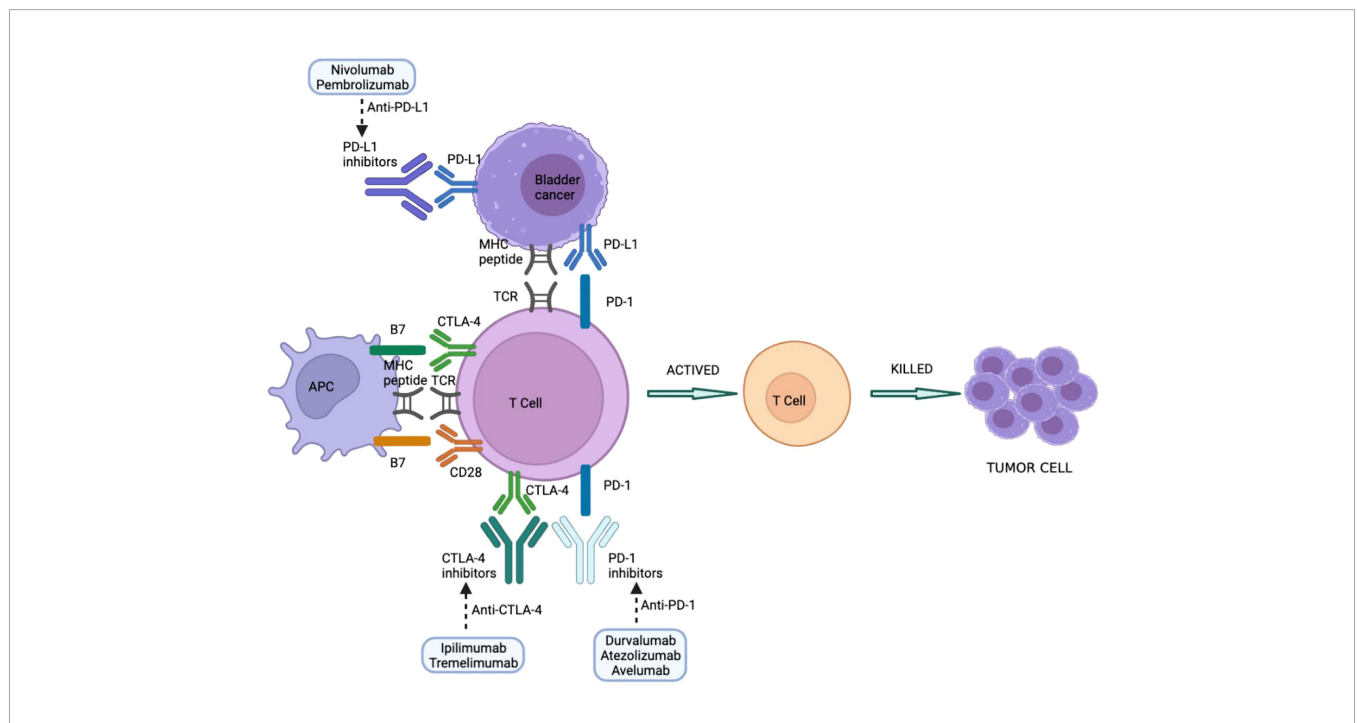 Nivolumab
Pembrolizumab
Anti-PD-L1
PD-L1
inhibitors
PD-L1
Bladder
cancer
MHC
peptide
PD-L1
TCR
PD-1
B7
CTLA-4
MHC
peptide
TCR
APC
T Cell
ACTIVED
T Cell
KILLED
TUMOR CELL
B7
CD28
CTLA-4
PD-1
CTLA-4
inhibitors
PD-1
inhibitors
Anti-CTLA-4
Anti-PD-1
Ipilimumab
Tremelimumab
Durvalumab
Atezolizumab
Avelumab